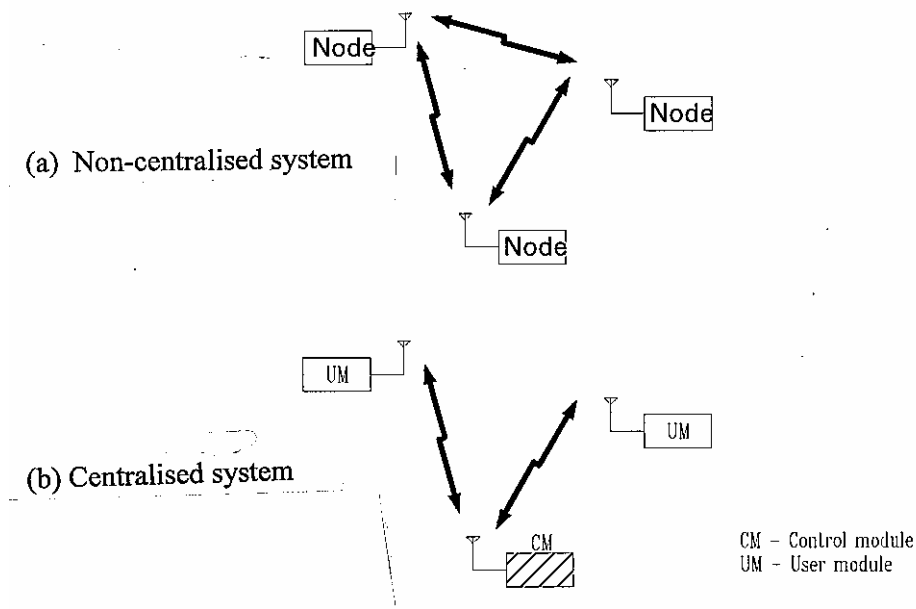 Node
Node
(a) Non-centralised system
Node
UM
UM
(b) Centralised system
CM
CM - Control module
UM - User module